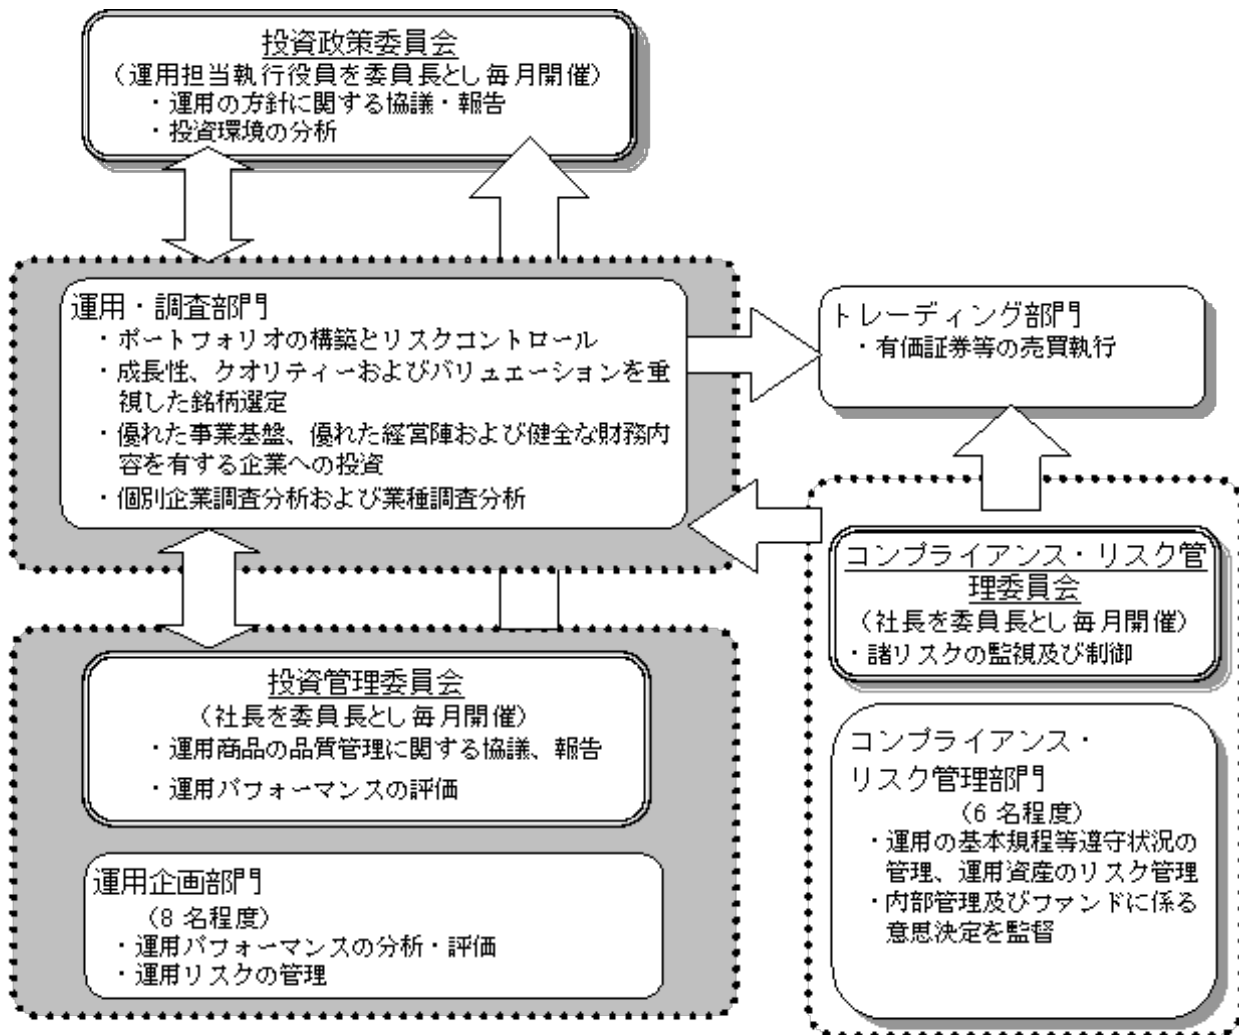 投資政策委員会
（運用担当執行役員を委員長とし毎月開催）
・運用の方針に関する協議・報告
・投資環境の分析
運用・調査部門
・ポートフォリオの構築とリスクコントロール
・成長性、クオリティーおよびバリュエーションを重
視した銘柄選定
・優れた事業基盤、優れた経営陣および健全な財務内
容を有する企業への投資
・個別企業調査分析および業種調査分析
トレーディング部門
・有価証券等の売買執行
コンプライアンス・リスク管
理委員会
（社長を委員長とし毎月開催）
・諸リスクの監視及び制御
投資管理委員会
（社長を委員長とし毎月開催）
・運用商品の品質管理に関する協議、報告
・運用パフォーマンスの評価
運用企画部門
（8 名程度）
・運用パフォーマンスの分析・評価
・運用リスクの管理
コンプライアンス・
リスク管理部門
（6 名程度）
・運用の基本規程等遵守状況の
管理、運用資産のリスク管理
・内部管理及びファンドに係る
意思決定を監督